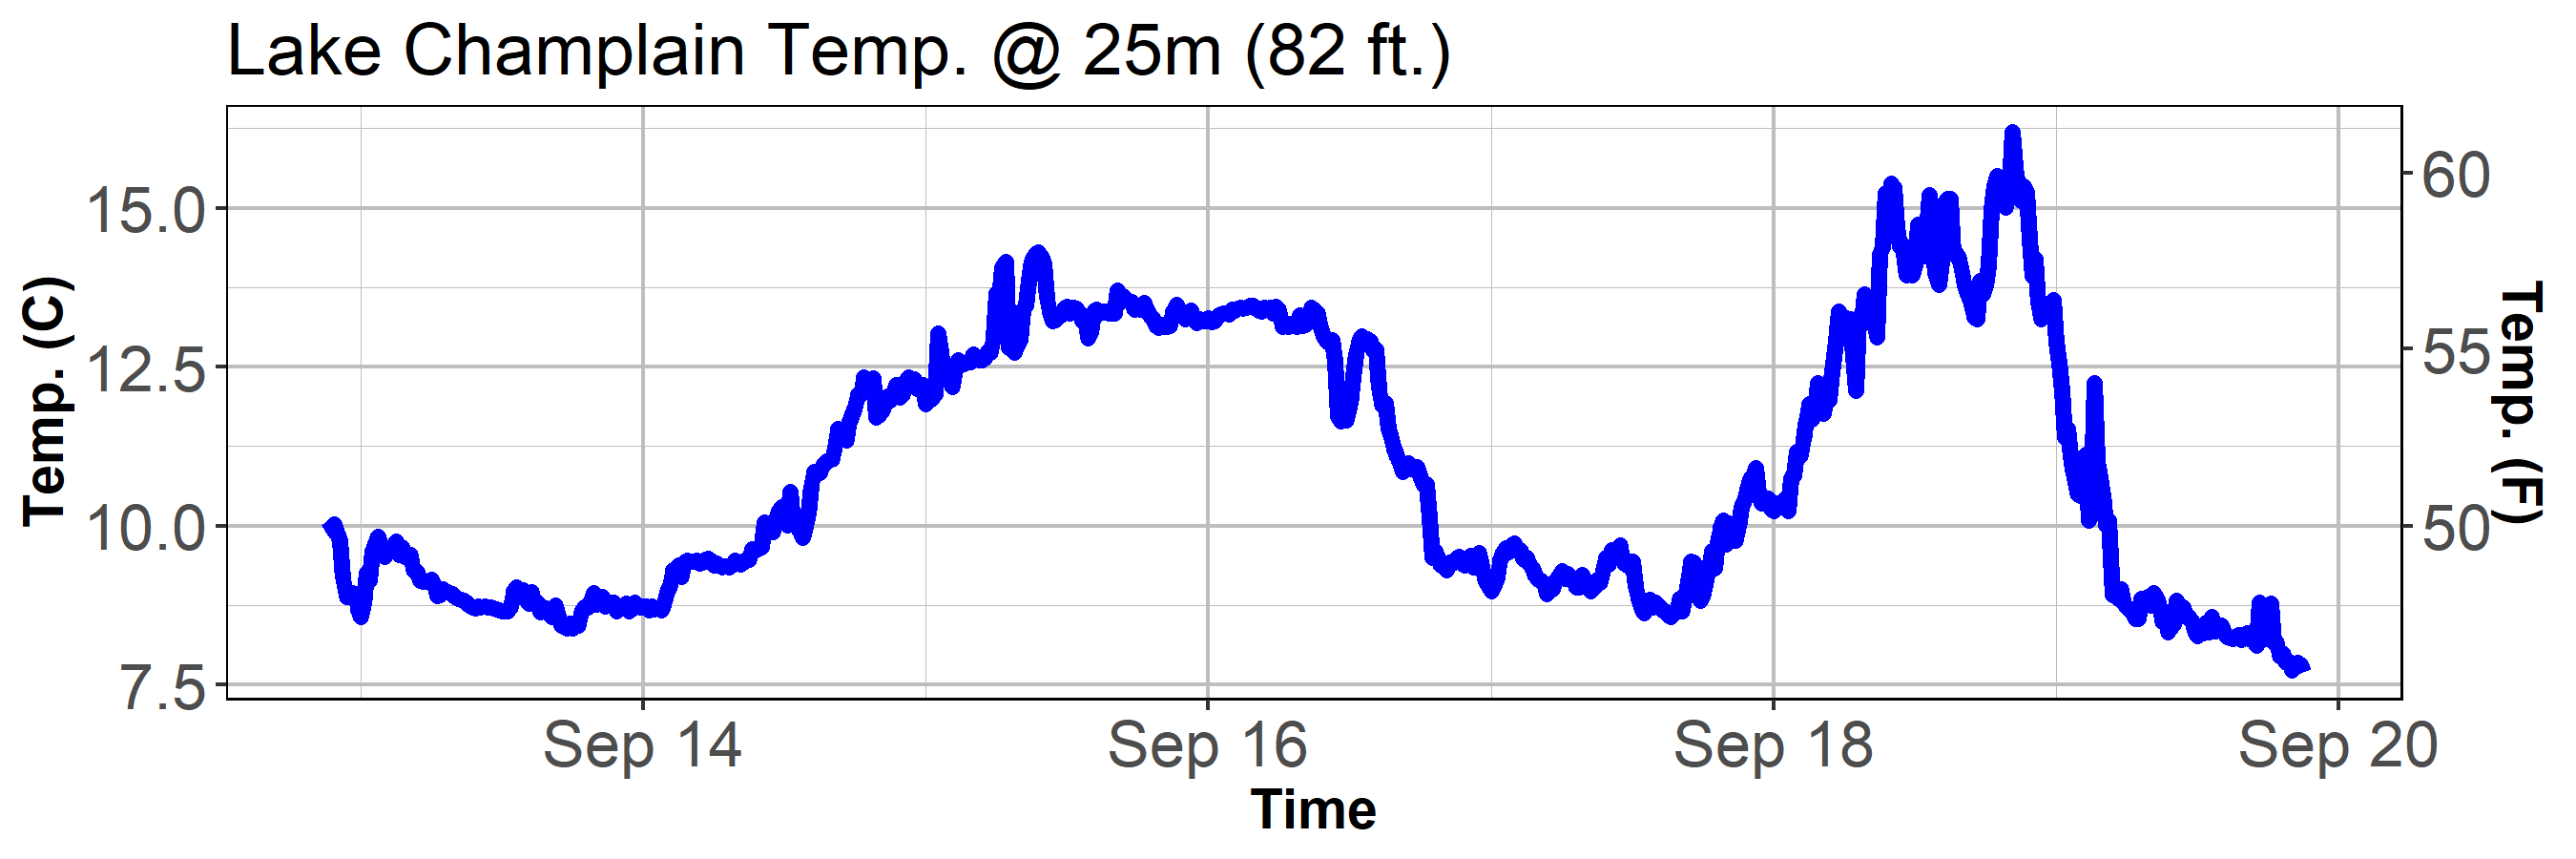 Lake Champlain Temp. @ 25m (82 ft.)
Temp. (C)
15.0
12.5
10.0
7.5
60
55
50
Temp. (F)
Sep 14 Sep 16 Sep 18 Sep 20
Time